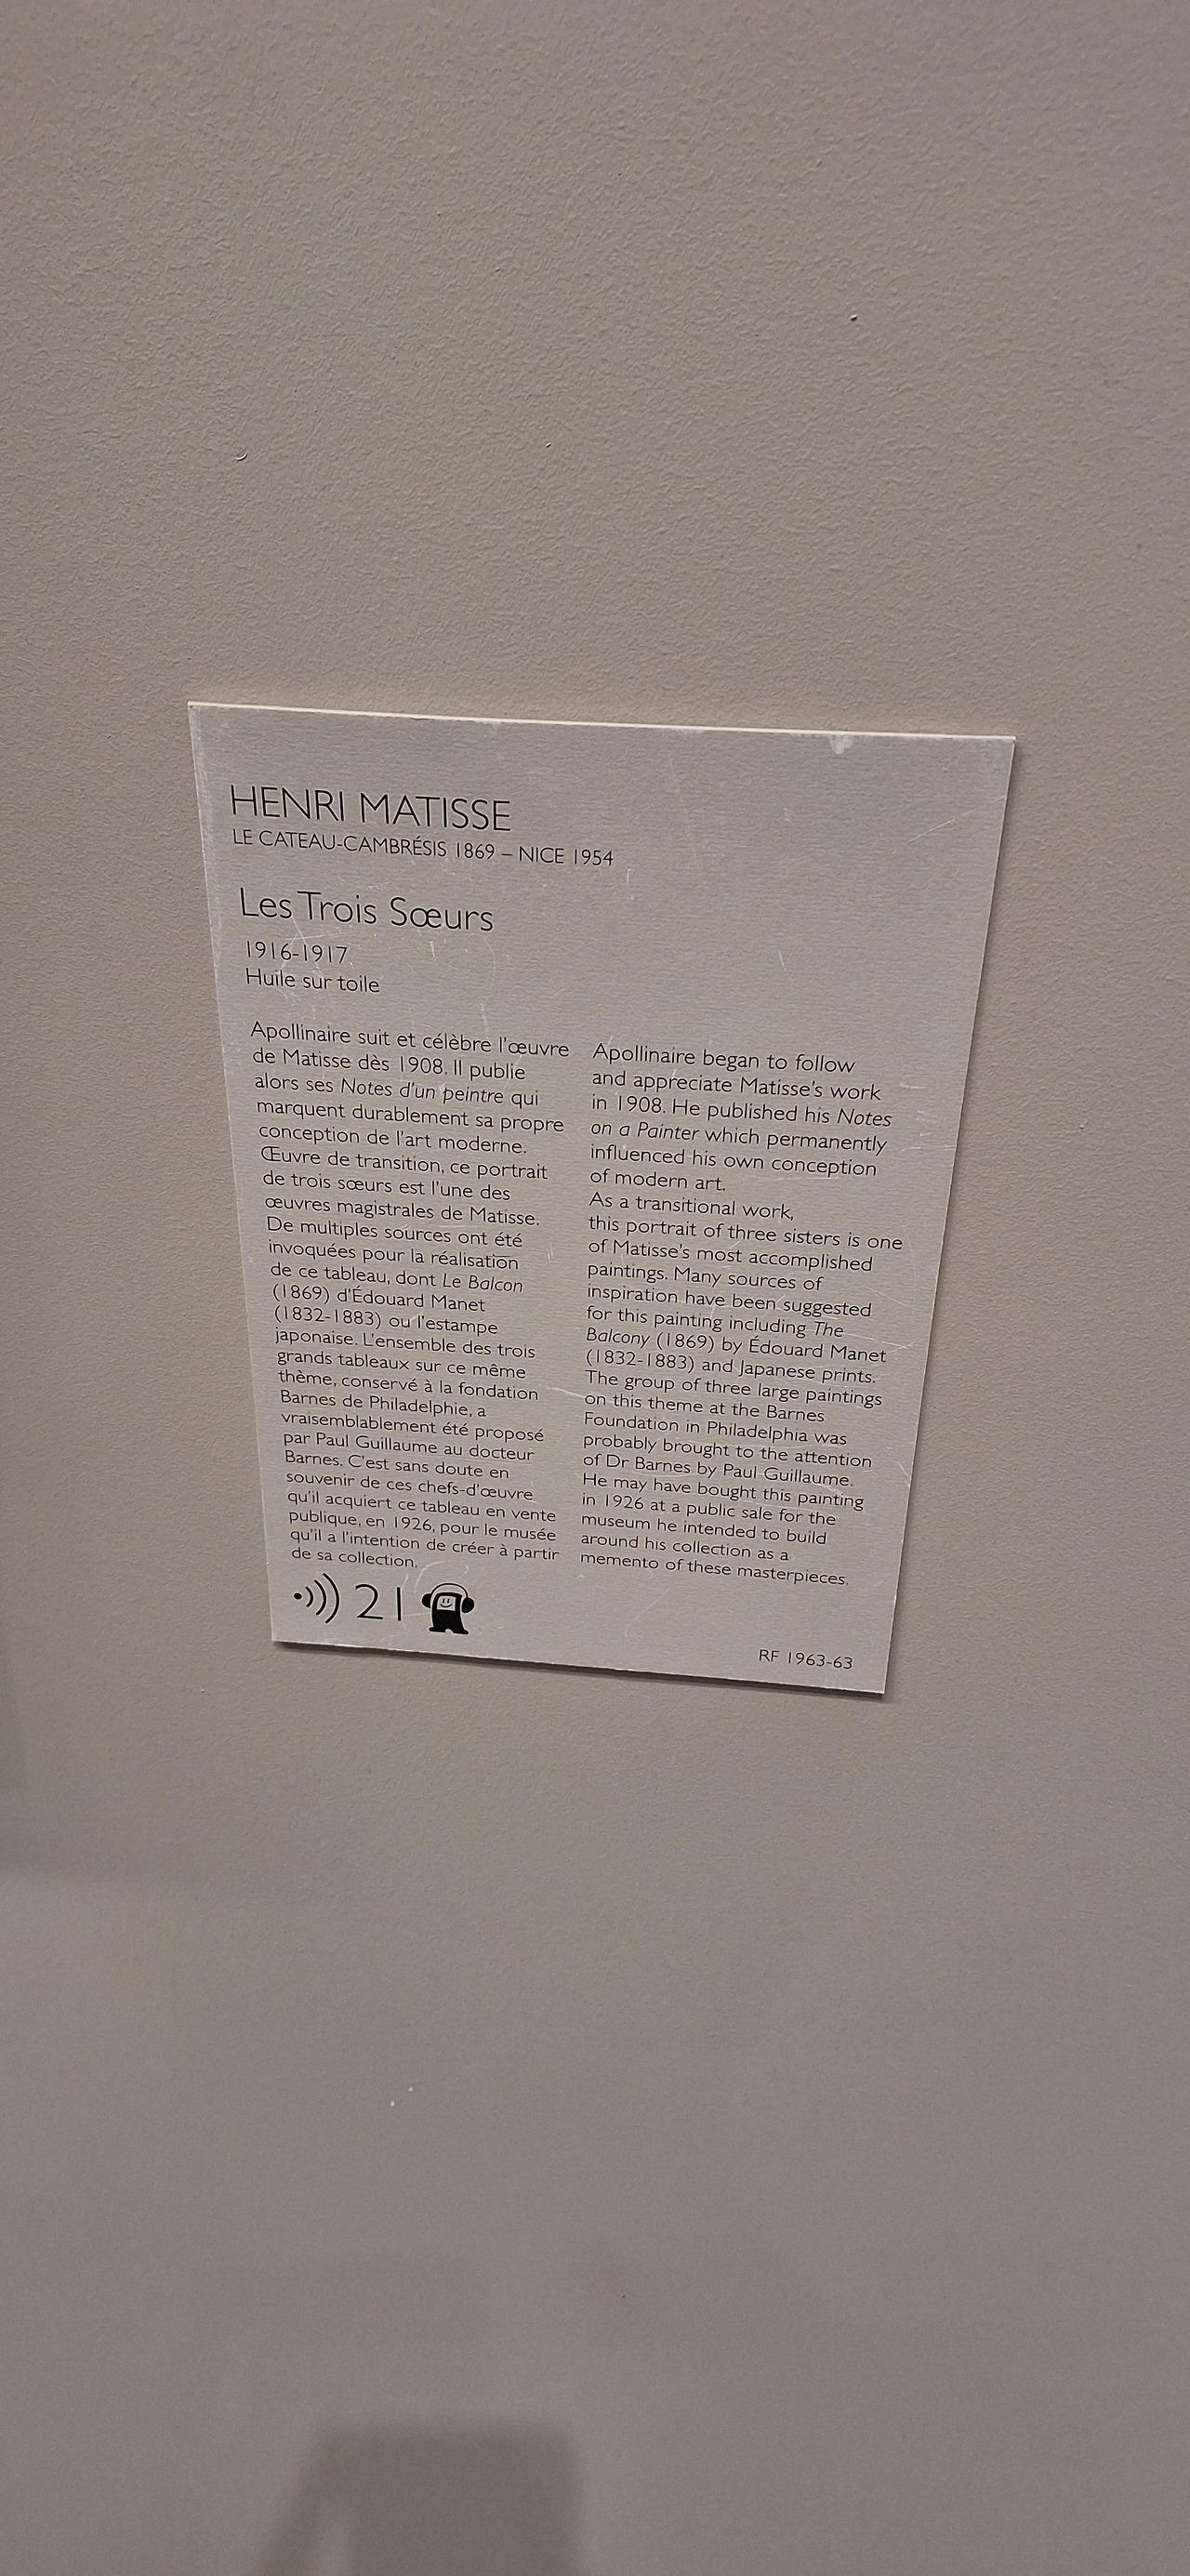 HENRI MATISSE
LE CATEAU-CAMBRÉSIS 1869 – NICE 1954
Les Trois Sœurs
1916-1917
Huile sur toile
Apollinaire suit et célèbre l'œuvre
de Matisse dès 1908. Il publie
alors ses Notes d'un peintre qui
marquent durablement sa propre
conception de l'art moderne.
Œuvre de transition, ce portrait
de trois sœurs est l'une des
œuvres magistrales de Matisse.
De multiples sources ont été
invoquées pour la réalisation
de ce tableau, dont Le Balcon
(1869) d'Édouard Manet
(1832-1883) ou l'estampe
japonaise. L'ensemble des trois
grands tableaux sur ce même
thème, conservé à la fondation
Barnes de Philadelphie, a
vraisemblablement été proposé
par Paul Guillaume au docteur
Barnes. C'est sans doute en
souvenir de ces chefs-d'œuvre
qu'il acquiert ce tableau en vente
publique, en 1926, pour le musée
qu'il a l'intention de créer à partir
de sa collection.
Apollinaire began to follow
and appreciate Matisse's work
in 1908. He published his Notes
on a Painter which permanently
influenced his own conception
of modern art.
As a transitional work,
this portrait of three sisters is one
of Matisse's most accomplished
paintings. Many sources of
inspiration have been suggested
for this painting including The
Balcony (1869) by Édouard Manet
(1832-1883) and Japanese prints.
The group of three large paintings
on this theme at the Barnes
Foundation in Philadelphia was
probably brought to the attention
of Dr Barnes by Paul Guillaume.
He may have bought this painting
in 1926 at a public sale for the
museum he intended to build
around his collection as a
memento of these masterpieces.
21
RF 1963-63